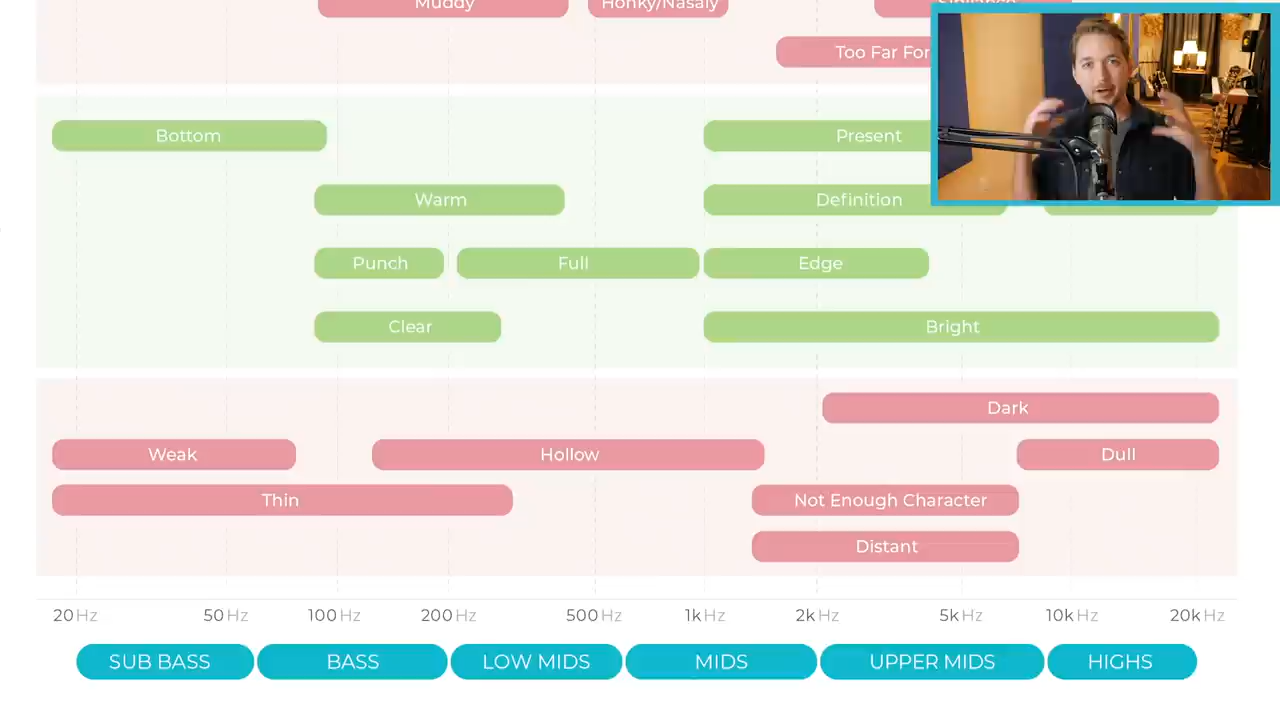 Muddy
Honky/Nasaly
Sibilance
Too Far For
Bottom
Present
Warm
Definition
Punch
Full
Edge
Clear
Bright
Dark
Weak
Hollow
Dull
Thin
Not Enough Character
Distant
20Hz 50Hz 100Hz 200Hz 500Hz 1kHz 2kHz 5kHz 10kHz 20kHz
SUB BASS BASS LOW MIDS MIDS UPPER MIDS HIGHS